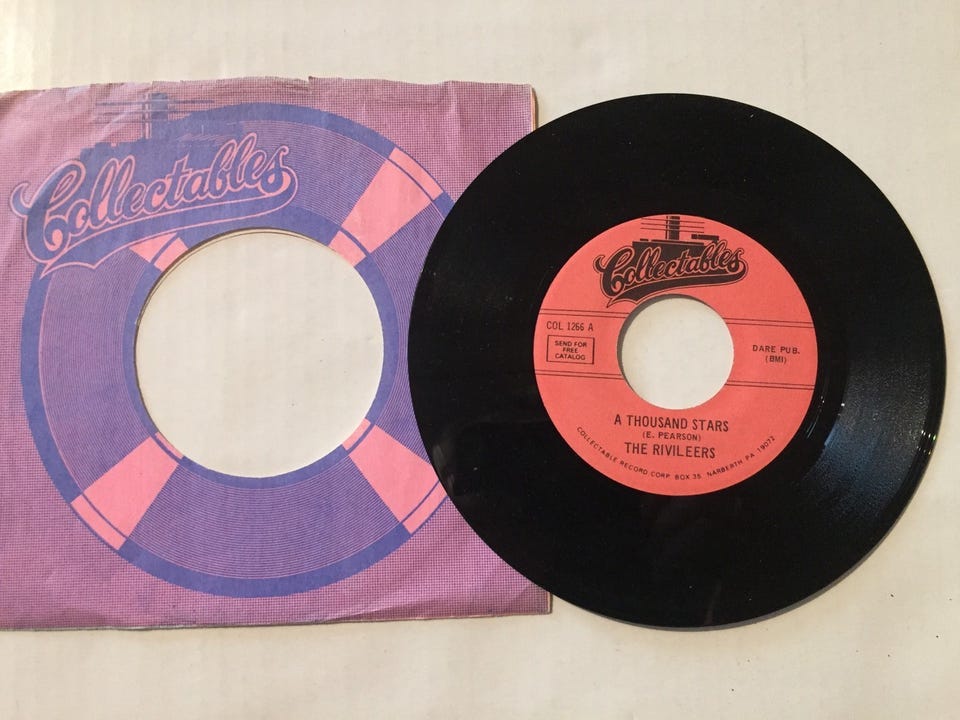 Collectables
Collectables
COL 1266 A
SEND FOR
FREE
CATALOG
DARE PUB.
(BMI)
A THOUSAND STARS
(E. PEARSON)
THE RIVILEERS
COLLECTABLE RECORD CORP. BOX 35, NARBERTH PA 19072